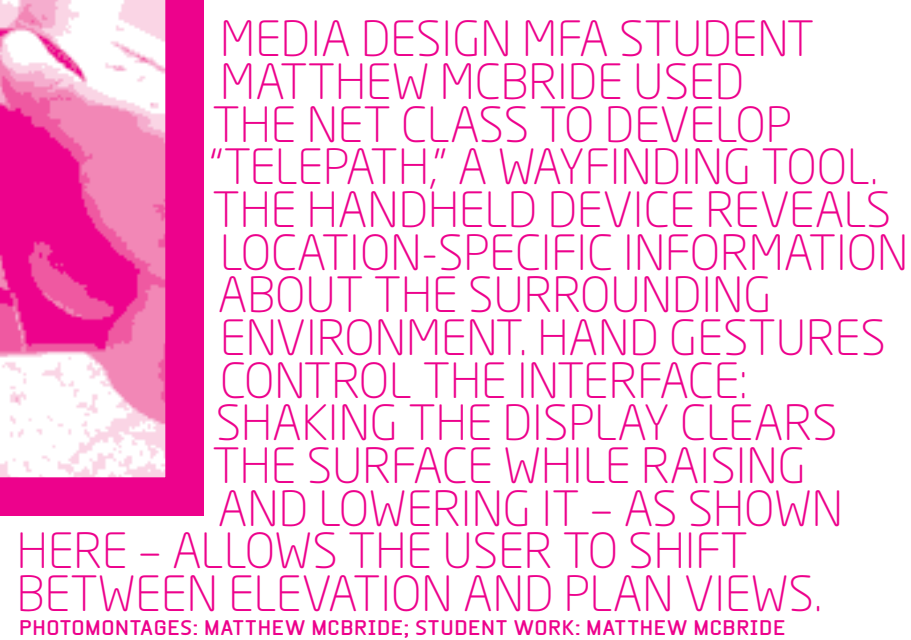 MEDIA DESIGN MFA STUDENT
MATTHEW MCBRIDE USED
THE NET CLASS TO DEVELOP
“TELEPATH,” A WAYFINDING TOOL.
THE HANDHELD DEVICE REVEALS
LOCATION-SPECIFIC INFORMATION
ABOUT THE SURROUNDING
ENVIRONMENT. HAND GESTURES
CONTROL THE INTERFACE:
SHAKING THE DISPLAY CLEARS
THE SURFACE WHILE RAISING
AND LOWERING IT – AS SHOWN
HERE – ALLOWS THE USER TO SHIFT
BETWEEN ELEVATION AND PLAN VIEWS.
PHOTOMONTAGES: MATTHEW MCBRIDE; STUDENT WORK: MATTHEW MCBRIDE